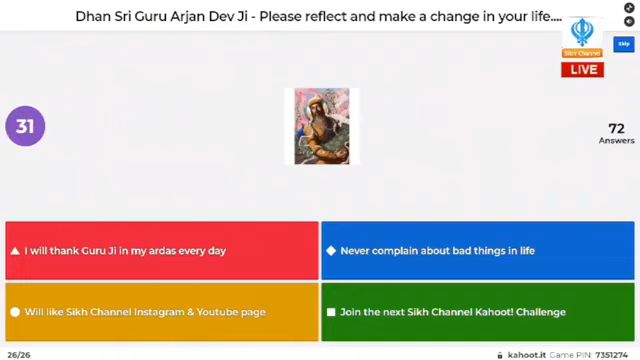 Dhan Sri Guru Arjan Dev Ji - Please reflect and make a change in your life....
Skip
Sikh Channel
LIVE
31
72
Answers
I will thank Guru Ji in my ardas every day
Never complain about bad things in life
Will like Sikh Channel Instagram & Youtube page
Join the next Sikh Channel Kahoot! Challenge
26/26
kahoot.it Game PIN: 7351274